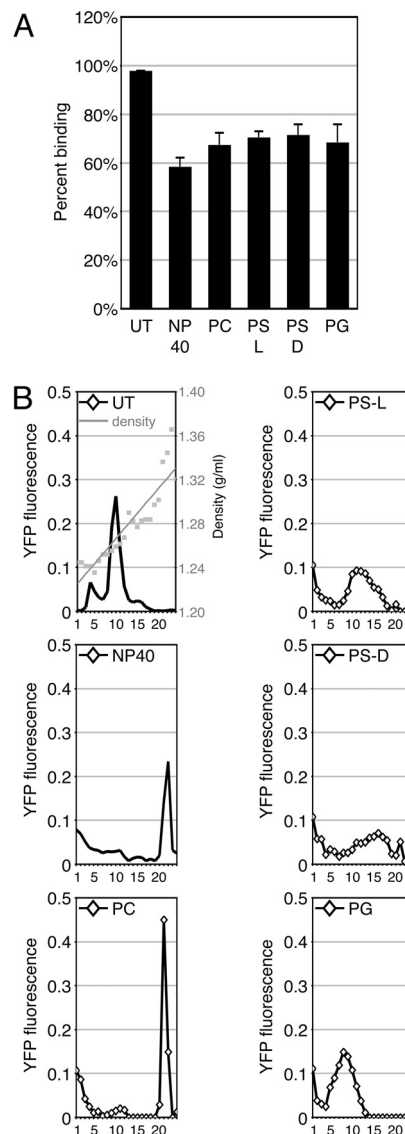 A
120%
100%
80%
60%
40%
20%
0%
Percent binding
UT NP PC PS PS PG
40 L D
B
0.5
0.4
0.3
0.2
0.1
0
YFP fluorescence
UT
density
1.40
1.36
1.32
1.28
1.24
1.20
Density (g/ml)
1 5 10 15 20
0.5
0.4
0.3
0.2
0.1
0
YFP fluorescence
PS-L
1 5 10 15 20
0.5
0.4
0.3
0.2
0.1
0
YFP fluorescence
NP40
1 5 10 15 20
0.5
0.4
0.3
0.2
0.1
0
YFP fluorescence
PS-D
1 5 10 15 20
0.5
0.4
0.3
0.2
0.1
0
YFP fluorescence
PC
1 5 10 15 20
0.5
0.4
0.3
0.2
0.1
0
YFP fluorescence
PG
1 5 10 15 20